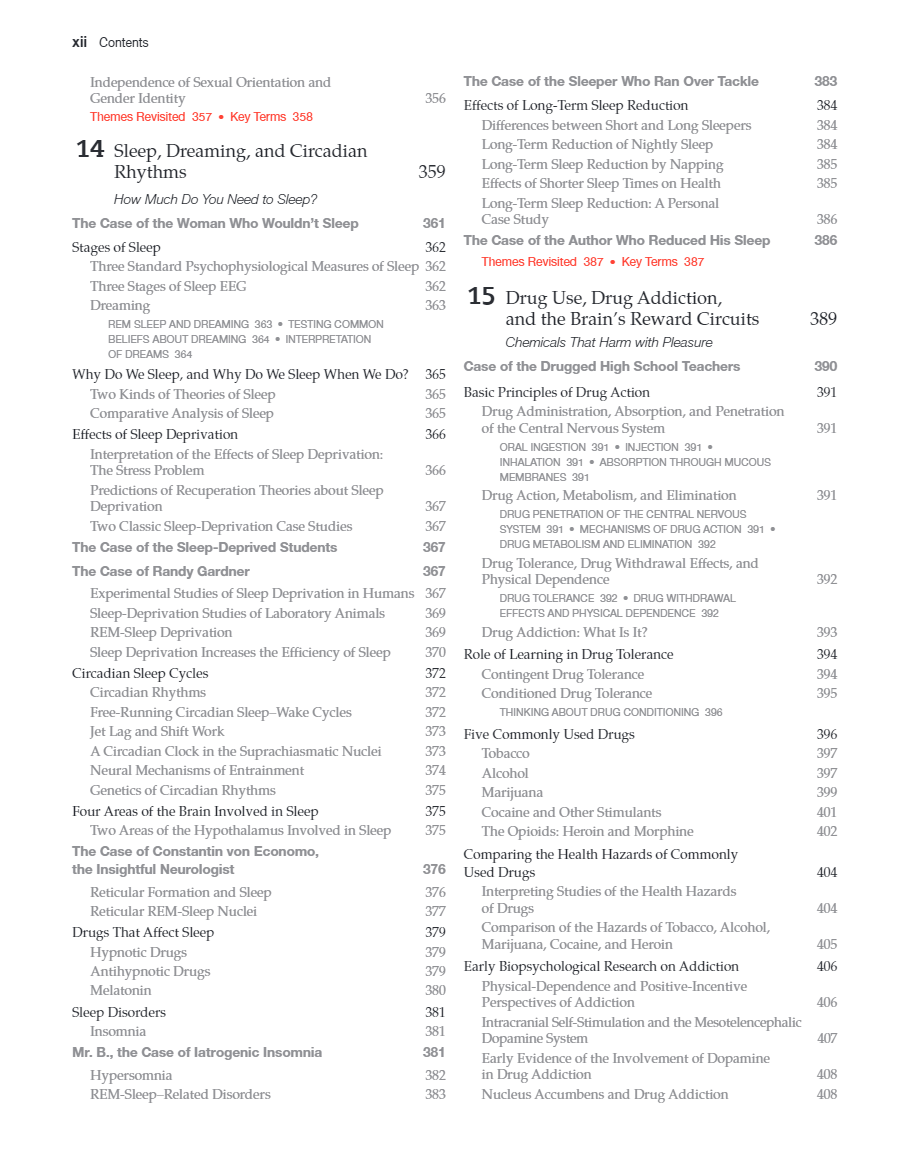 xii Contents
Independence of Sexual Orientation and
Gender Identity 356
Themes Revisited 357 • Key Terms 358
14 Sleep, Dreaming, and Circadian
Rhythms 359
How Much Do You Need to Sleep?
The Case of the Woman Who Wouldn’t Sleep 361
Stages of Sleep 362
Three Standard Psychophysiological Measures of Sleep 362
Three Stages of Sleep EEG 362
Dreaming 363
REM SLEEP AND DREAMING 363 • TESTING COMMON
BELIEFS ABOUT DREAMING 364 • INTERPRETATION
OF DREAMS 364
Why Do We Sleep, and Why Do We Sleep When We Do? 365
Two Kinds of Theories of Sleep 365
Comparative Analysis of Sleep 365
Effects of Sleep Deprivation 366
Interpretation of the Effects of Sleep Deprivation:
The Stress Problem 366
Predictions of Recuperation Theories about Sleep
Deprivation 367
Two Classic Sleep-Deprivation Case Studies 367
The Case of the Sleep-Deprived Students 367
The Case of Randy Gardner 367
Experimental Studies of Sleep Deprivation in Humans 367
Sleep-Deprivation Studies of Laboratory Animals 369
REM-Sleep Deprivation 369
Sleep Deprivation Increases the Efficiency of Sleep 370
Circadian Sleep Cycles 372
Circadian Rhythms 372
Free-Running Circadian Sleep–Wake Cycles 372
Jet Lag and Shift Work 373
A Circadian Clock in the Suprachiasmatic Nuclei 373
Neural Mechanisms of Entrainment 374
Genetics of Circadian Rhythms 375
Four Areas of the Brain Involved in Sleep 375
Two Areas of the Hypothalamus Involved in Sleep 375
The Case of Constantin von Economo,
the Insightful Neurologist 376
Reticular Formation and Sleep 376
Reticular REM-Sleep Nuclei 377
Drugs That Affect Sleep 379
Hypnotic Drugs 379
Antihypnotic Drugs 379
Melatonin 380
Sleep Disorders 381
Insomnia 381
Mr. B., the Case of Iatrogenic Insomnia 381
Hypersomnia 382
REM-Sleep–Related Disorders 383
The Case of the Sleeper Who Ran Over Tackle 383
Effects of Long-Term Sleep Reduction 384
Differences between Short and Long Sleepers 384
Long-Term Reduction of Nightly Sleep 384
Long-Term Sleep Reduction by Napping 385
Effects of Shorter Sleep Times on Health 385
Long-Term Sleep Reduction: A Personal
Case Study 386
The Case of the Author Who Reduced His Sleep 386
Themes Revisited 387 • Key Terms 387
15 Drug Use, Drug Addiction,
and the Brain’s Reward Circuits 389
Chemicals That Harm with Pleasure
Case of the Drugged High School Teachers 390
Basic Principles of Drug Action 391
Drug Administration, Absorption, and Penetration
of the Central Nervous System 391
ORAL INGESTION 391 • INJECTION 391 •
INHALATION 391 • ABSORPTION THROUGH MUCOUS
MEMBRANES 391
Drug Action, Metabolism, and Elimination 391
DRUG PENETRATION OF THE CENTRAL NERVOUS
SYSTEM 391 • MECHANISMS OF DRUG ACTION 391 •
DRUG METABOLISM AND ELIMINATION 392
Drug Tolerance, Drug Withdrawal Effects, and
Physical Dependence 392
DRUG TOLERANCE 392 • DRUG WITHDRAWAL
EFFECTS AND PHYSICAL DEPENDENCE 392
Drug Addiction: What Is It? 393
Role of Learning in Drug Tolerance 394
Contingent Drug Tolerance 394
Conditioned Drug Tolerance 395
THINKING ABOUT DRUG CONDITIONING 396
Five Commonly Used Drugs 396
Tobacco 397
Alcohol 397
Marijuana 399
Cocaine and Other Stimulants 401
The Opioids: Heroin and Morphine 402
Comparing the Health Hazards of Commonly
Used Drugs 404
Interpreting Studies of the Health Hazards
of Drugs 404
Comparison of the Hazards of Tobacco, Alcohol,
Marijuana, Cocaine, and Heroin 405
Early Biopsychological Research on Addiction 406
Physical-Dependence and Positive-Incentive
Perspectives of Addiction 406
Intracranial Self-Stimulation and the Mesotelencephalic
Dopamine System 407
Early Evidence of the Involvement of Dopamine
in Drug Addiction 408
Nucleus Accumbens and Drug Addiction 408